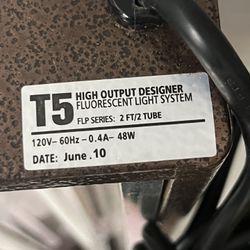 T5 HIGH OUTPUT DESIGNER
FLUORESCENT LIGHT SYSTEM
FLP SERIES: 2 FT/2 TUBE
120V~60Hz-0.4A-48W
DATE: June.10